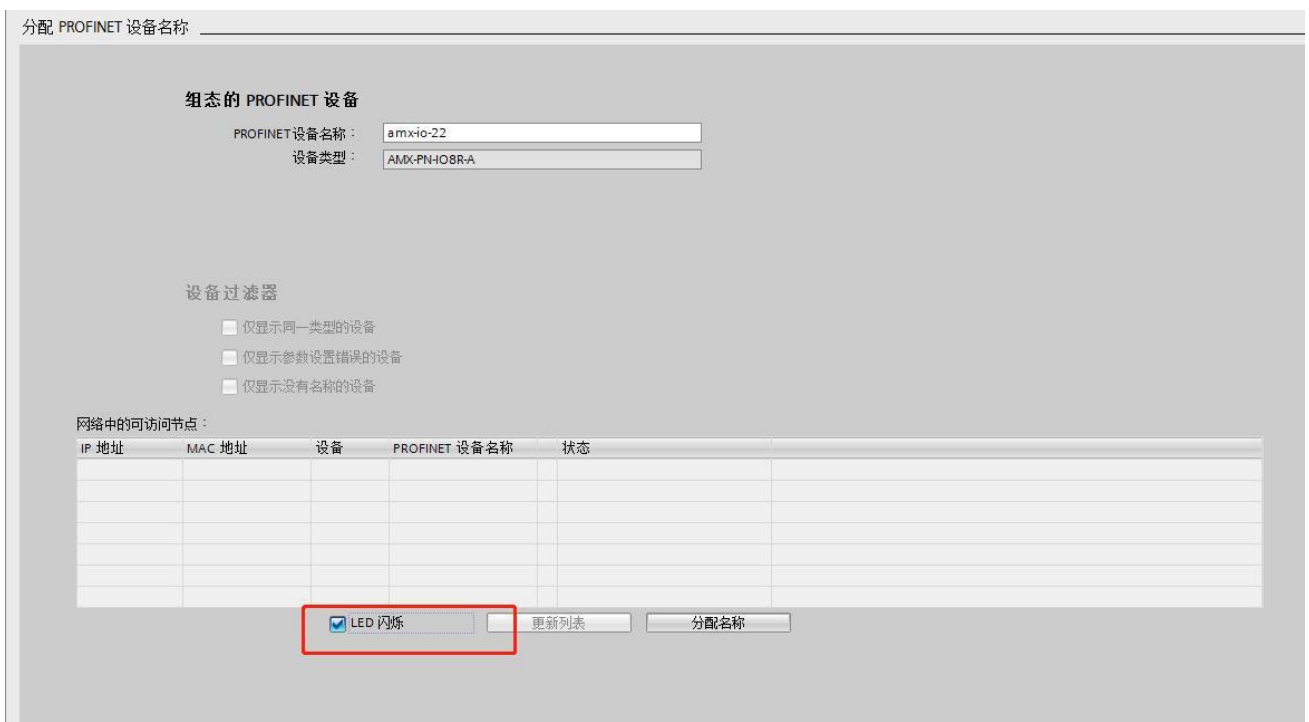 分配 PROFINET 设备名称
组态的 PROFINET 设备
PROFINET设备名称： amx-io-22
设备类型： AMX-PN-IO8R-A
设备过滤器
仅显示同一类型的设备
仅显示参数设置错误的设备
仅显示没有名称的设备
网络中的可访问节点：
IP 地址 MAC 地址 设备 PROFINET 设备名称 状态
LED 闪烁 更新列表 分配名称